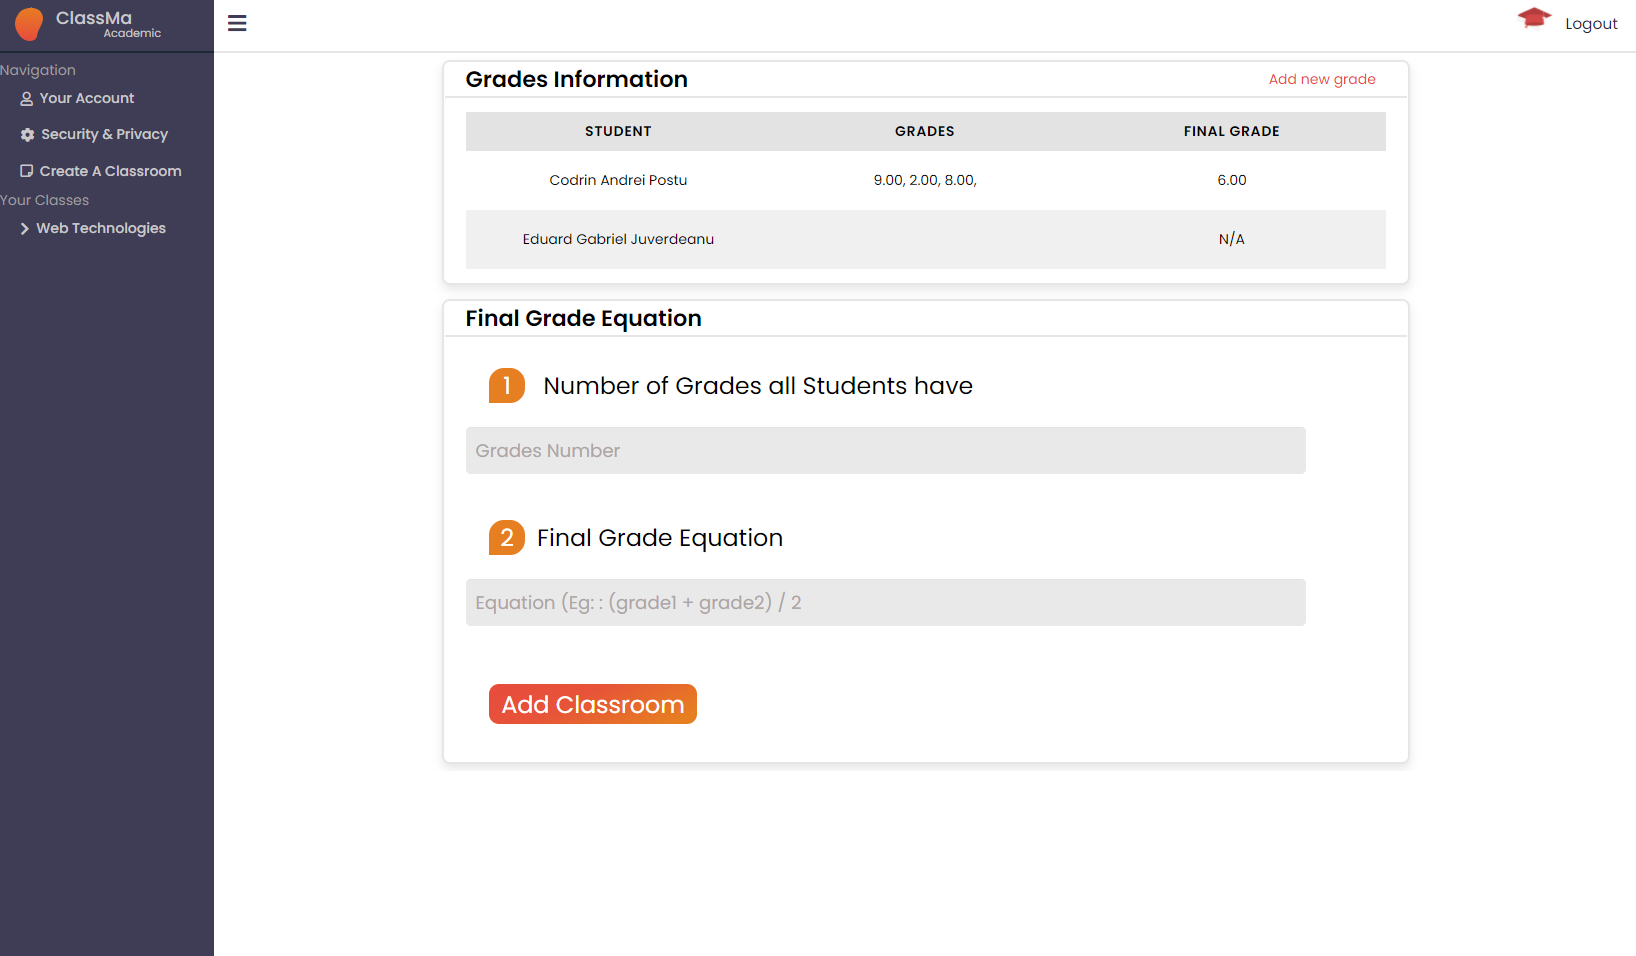 ClassMa
Academic
Logout
Navigation
Your Account
Security & Privacy
Create A Classroom
Your Classes
Web Technologies
Grades Information
Add new grade
STUDENT GRADES FINAL GRADE
Codrin Andrei Postu 9.00, 2.00, 8.00, 6.00
Eduard Gabriel Juverdeanu N/A
Final Grade Equation
1 Number of Grades all Students have
Grades Number
2 Final Grade Equation
Equation (Eg: : (grade1 + grade2) / 2
Add Classroom